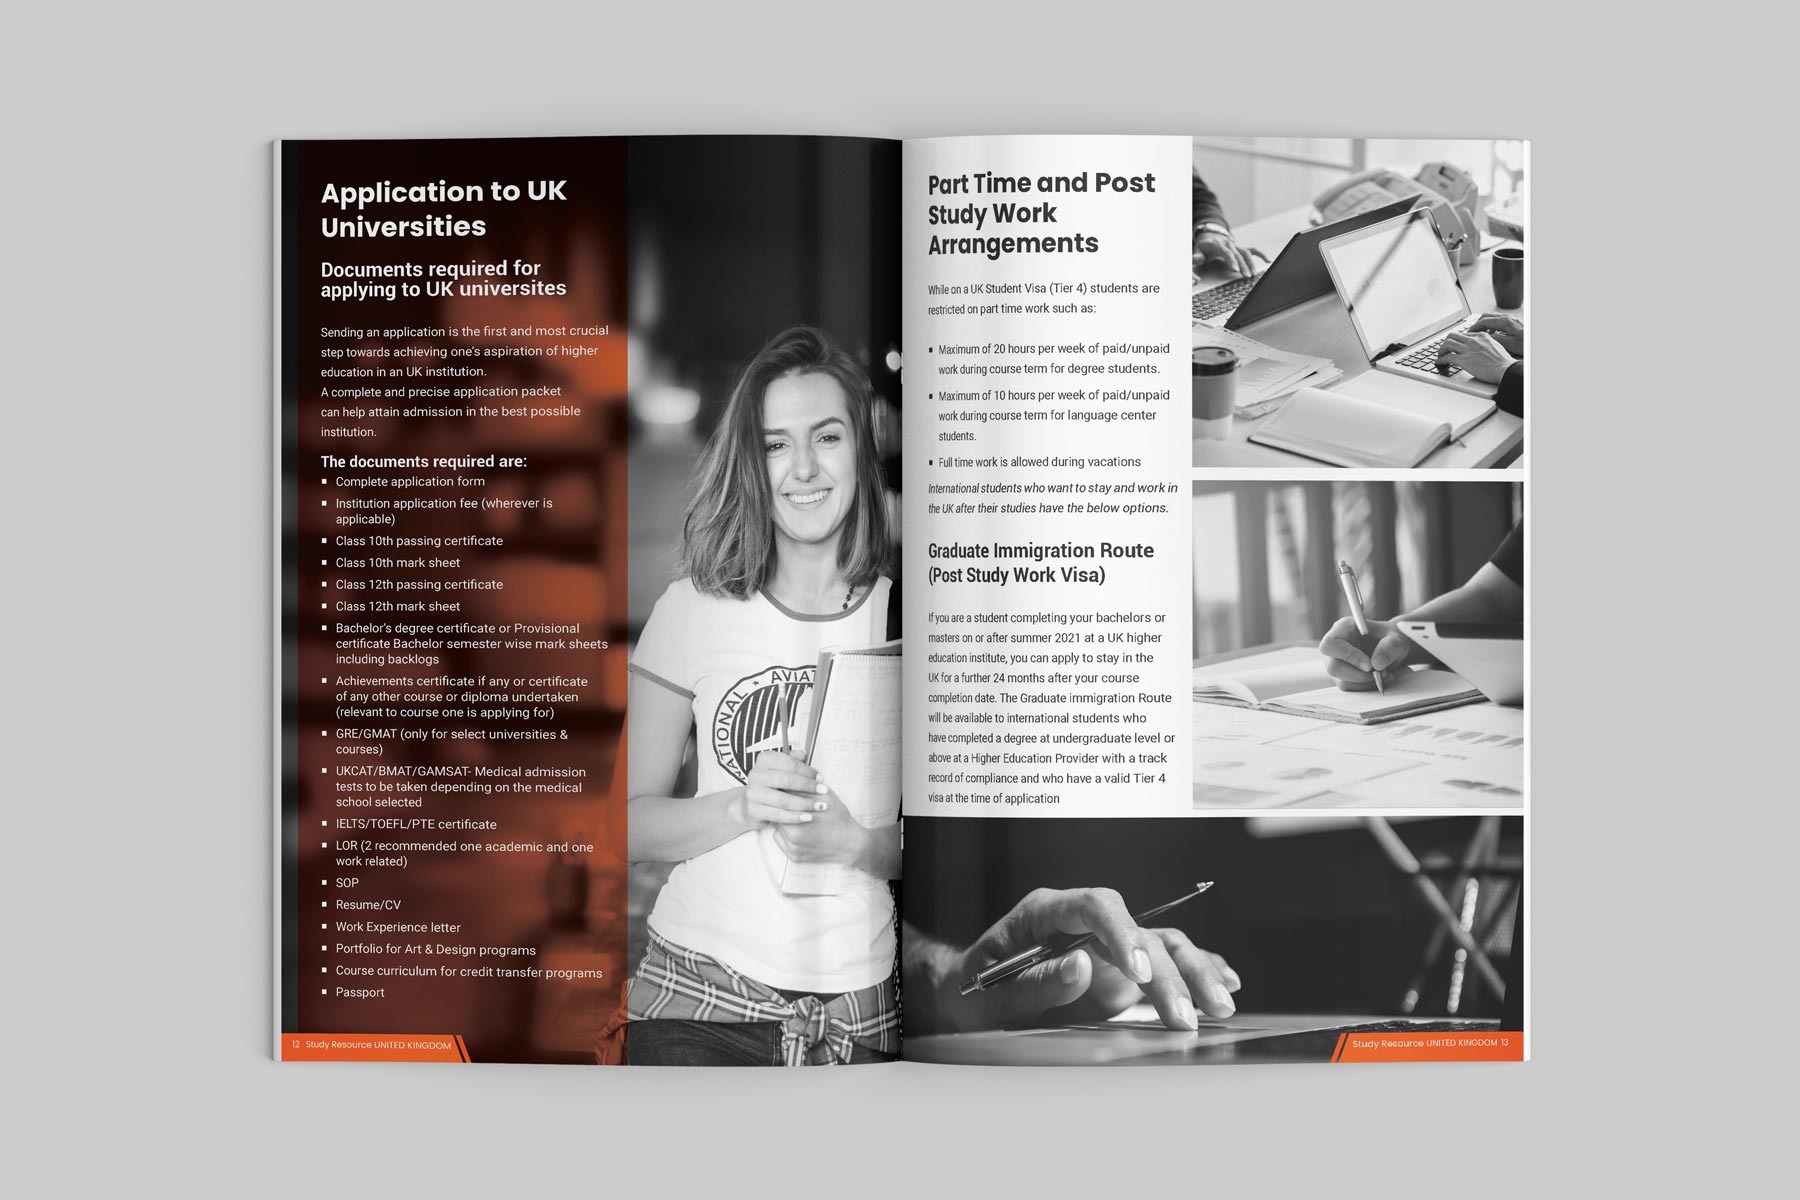 Application to UK
Universities
Documents required for
applying to UK universites
Sending an application is the first and most crucial
step towards achieving one's aspiration of higher
education in an UK institution.
A complete and precise application packet
can help attain admission in the best possible
institution.
The documents required are:
▪ Complete application form
▪ Institution application fee (wherever is
applicable)
▪ Class 10th passing certificate
▪ Class 10th mark sheet
▪ Class 12th passing certificate
▪ Class 12th mark sheet
▪ Bachelor's degree certificate or Provisional
certificate Bachelor semester wise mark sheets
including backlogs
▪ Achievements certificate if any or certificate
of any other course or diploma undertaken
(relevant to course one is applying for)
▪ GRE/GMAT (only for select universities &
courses)
▪ UKCAT/BMAT/GAMSAT- Medical admission
tests to be taken depending on the medical
school selected
▪ IELTS/TOEFL/PTE certificate
▪ LOR (2 recommended one academic and one
work related)
▪ SOP
▪ Resume/CV
▪ Work Experience letter
▪ Portfolio for Art & Design programs
▪ Course curriculum for credit transfer programs
▪ Passport
12 Study Resource UNITED KINGDOM
NATIONAL
Part Time and Post
Study Work
Arrangements
While on a UK Student Visa (Tier 4) students are
restricted on part time work such as:
▪ Maximum of 20 hours per week of paid/unpaid
work during course term for degree students.
▪ Maximum of 10 hours per week of paid/unpaid
work during course term for language center
students.
▪ Full time work is allowed during vacations
International students who want to stay and work in
the UK after their studies have the below options.
Graduate Immigration Route
(Post Study Work Visa)
If you are a student completing your bachelors or
masters on or after summer 2021 at a UK higher
education institute, you can apply to stay in the
UK for a further 24 months after your course
completion date. The Graduate immigration Route
will be available to international students who
have completed a degree at undergraduate level or
above at a Higher Education Provider with a track
record of compliance and who have a valid Tier 4
visa at the time of application
Study Resource UNITED KINGDOM 13